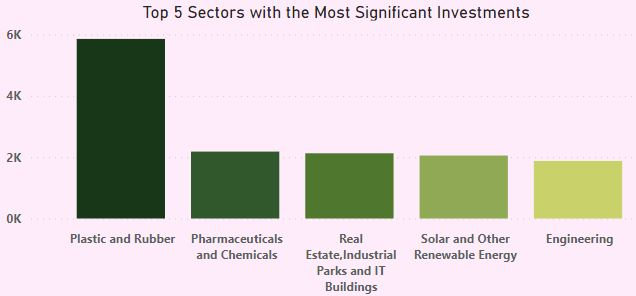 Top 5 Sectors with the Most Significant Investments
6K
4K
2K
0K
Plastic and Rubber
Pharmaceuticals
and Chemicals
Real
Estate,Industrial
Parks and IT
Buildings
Solar and Other
Renewable Energy
Engineering